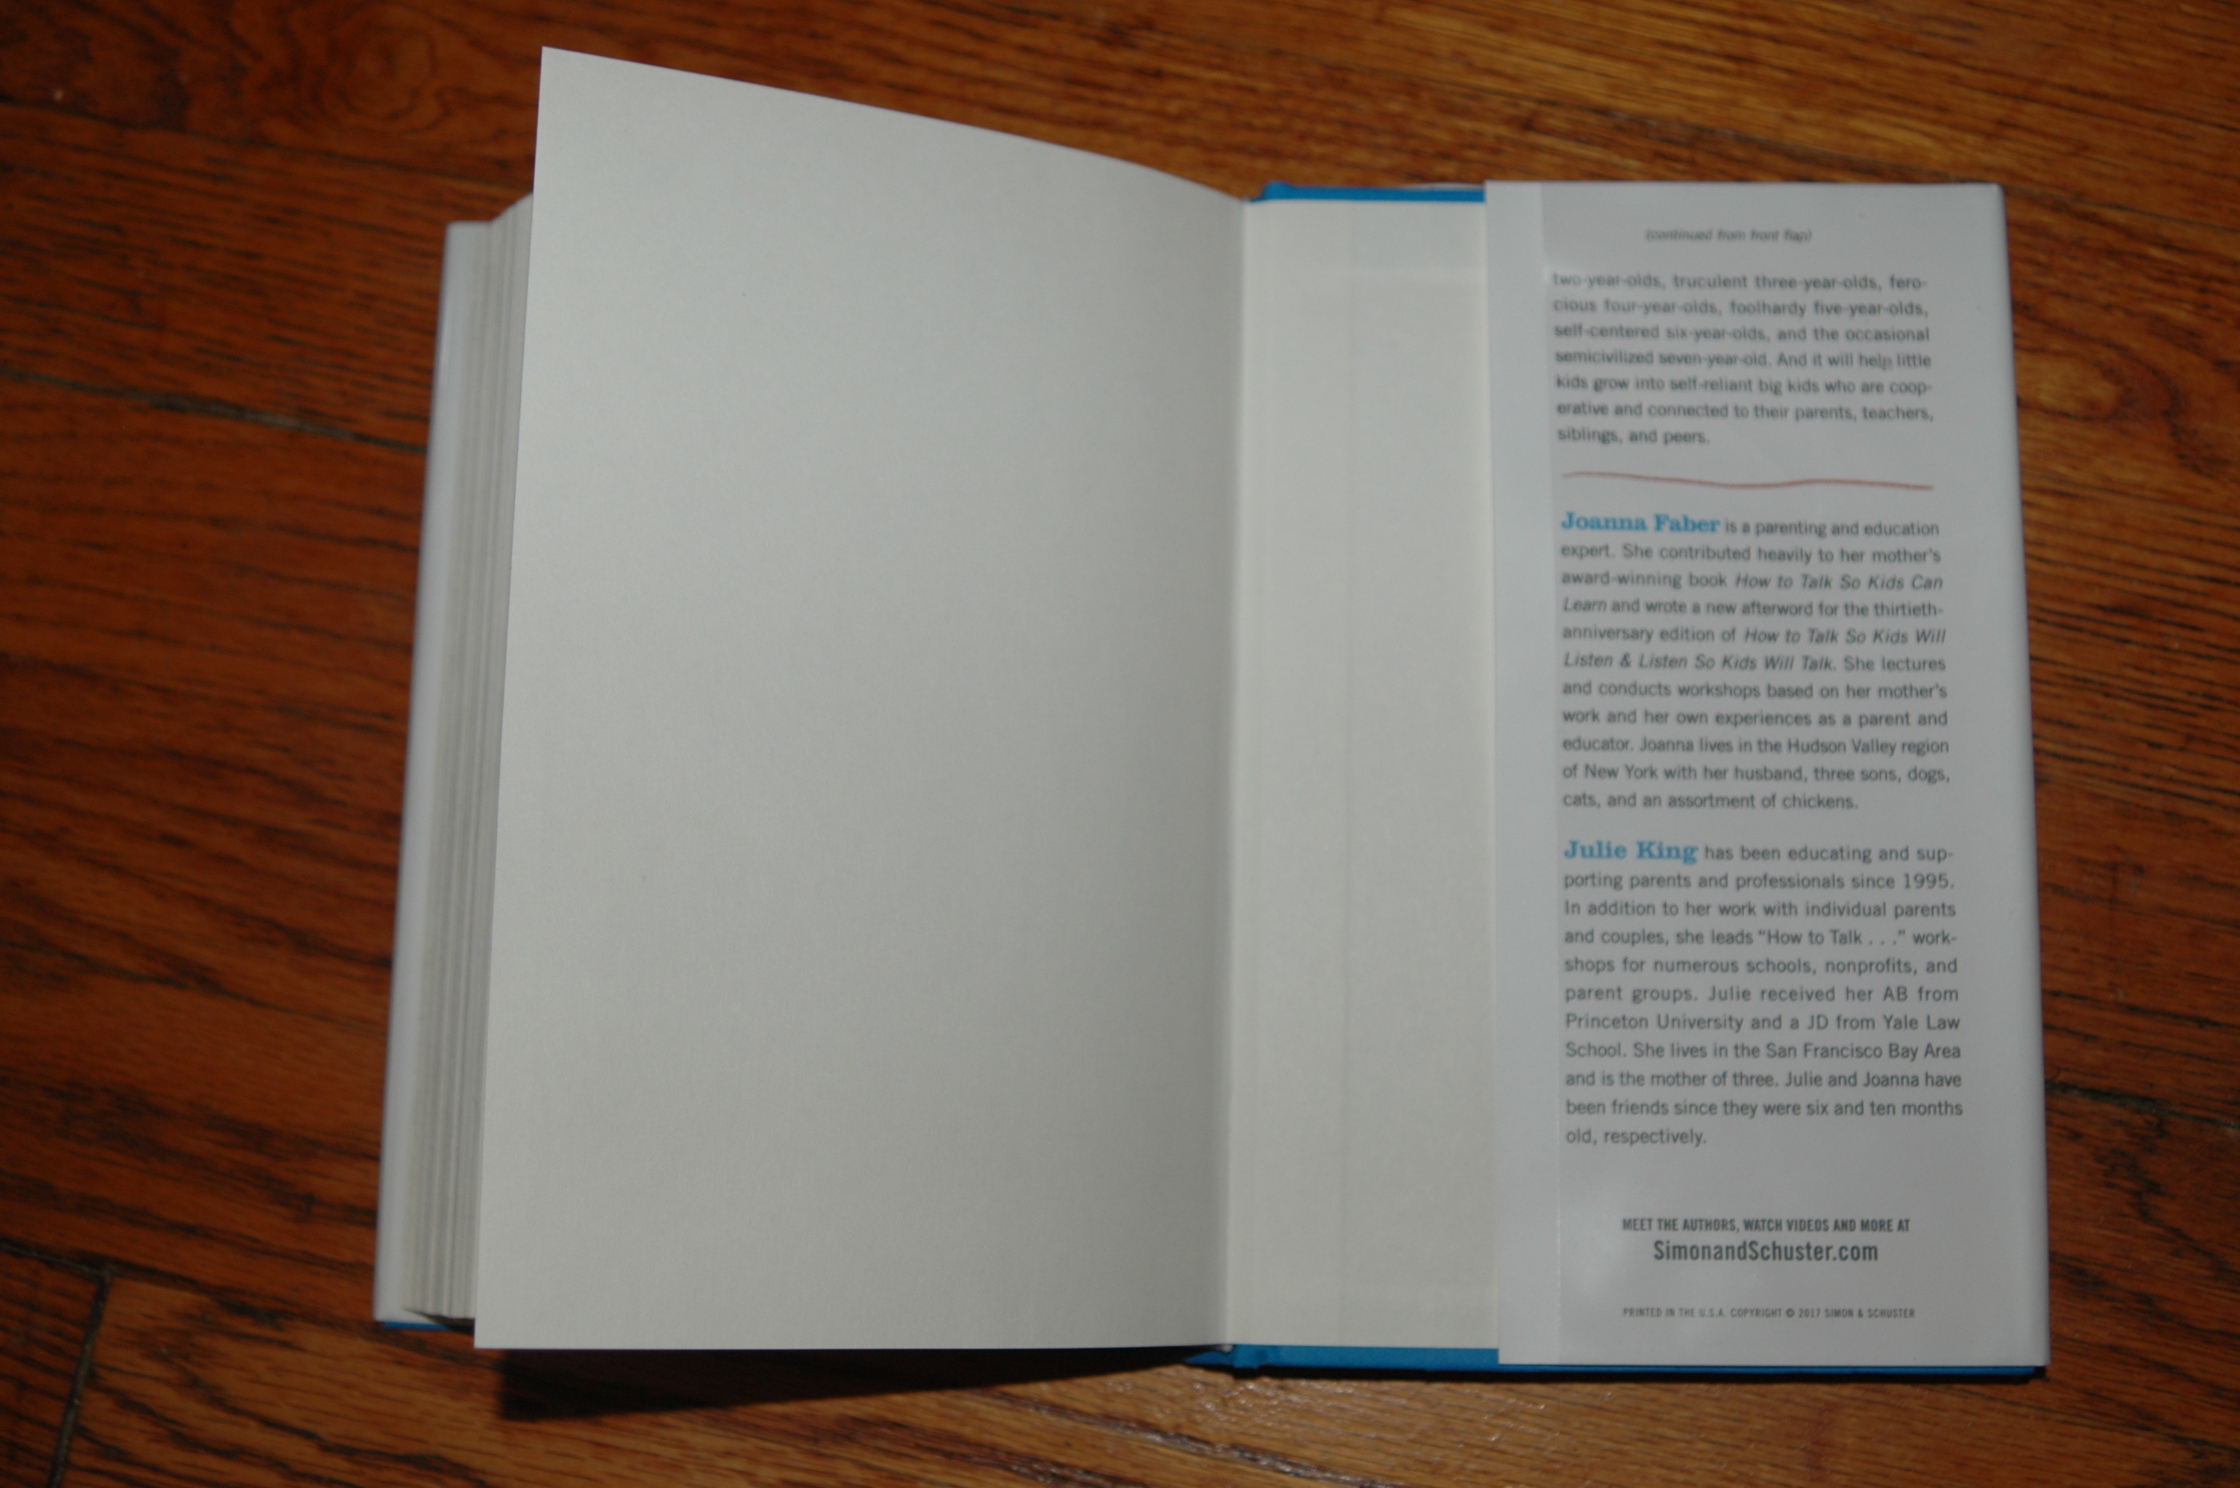 (continued from front flap)
two-year-olds, truculent three-year-olds, fero-
cious four-year-olds, foolhardy five-year-olds,
self-centered six-year-olds, and the occasional
semicivilized seven-year-old. And it will help little
kids grow into self-reliant big kids who are coop-
erative and connected to their parents, teachers,
siblings, and peers.
Joanna Faber is a parenting and education
expert. She contributed heavily to her mother's
award-winning book How to Talk So Kids Can
Learn and wrote a new afterword for the thirtieth-
anniversary edition of How to Talk So Kids Will
Listen & Listen So Kids Will Talk. She lectures
and conducts workshops based on her mother's
work and her own experiences as a parent and
educator. Joanna lives in the Hudson Valley region
of New York with her husband, three sons, dogs,
cats, and an assortment of chickens.
Julie King has been educating and sup-
porting parents and professionals since 1995.
In addition to her work with individual parents
and couples, she leads "How to Talk . . ." work-
shops for numerous schools, nonprofits, and
parent groups. Julie received her AB from
Princeton University and a JD from Yale Law
School. She lives in the San Francisco Bay Area
and is the mother of three. Julie and Joanna have
been friends since they were six and ten months
old, respectively.
MEET THE AUTHORS, WATCH VIDEOS AND MORE AT
SimonandSchuster.com
PRINTED IN THE U.S.A. COPYRIGHT © 2017 SIMON & SCHUSTER